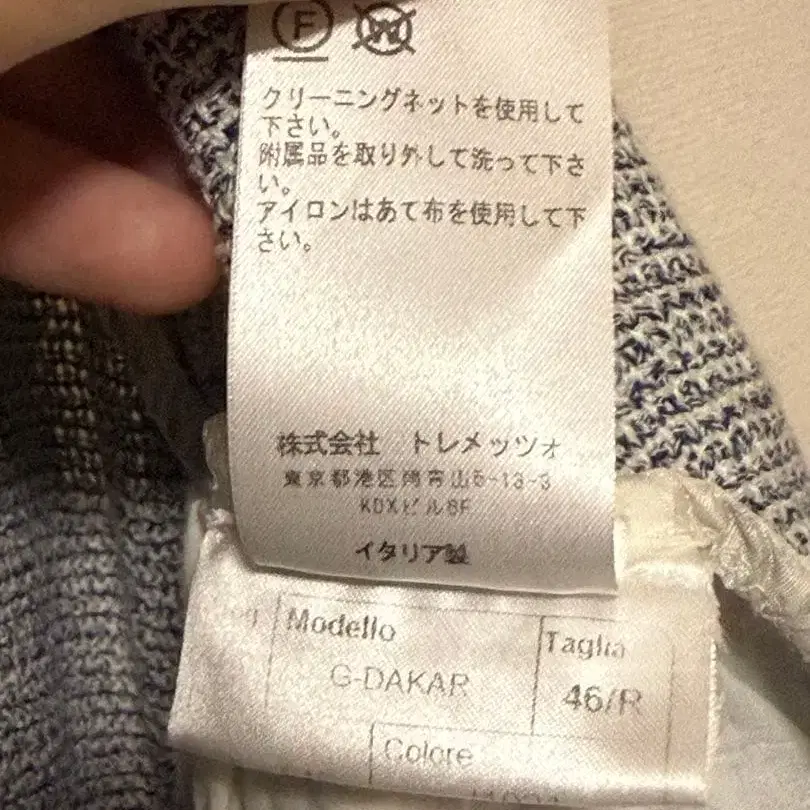 F W
クリーニングネットを使用して
下さい。
附属品を取り外して洗って下さ
い。
アイロンはあて布を使用して下
さい。
株式会社 トレメッツォ
東京都港区南青山5-13-3
KDXビル6F
イタリア製
Modello
Taglia
G-DAKAR
46/R
Colore